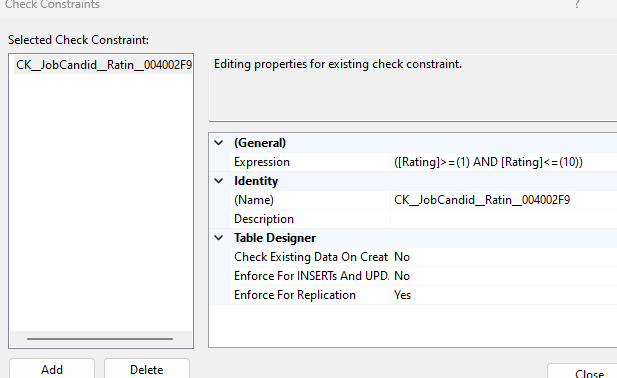 Check Constraints ?
Selected Check Constraint:
CK__JobCandid__Ratin__004002F9
Editing properties for existing check constraint.
(General)
Expression ([Rating]>=(1) AND [Rating]<=(10))
Identity
(Name) CK__JobCandid__Ratin__004002F9
Description
Table Designer
Check Existing Data On Creat No
Enforce For INSERTs And UPD. No
Enforce For Replication Yes
Add Delete Close